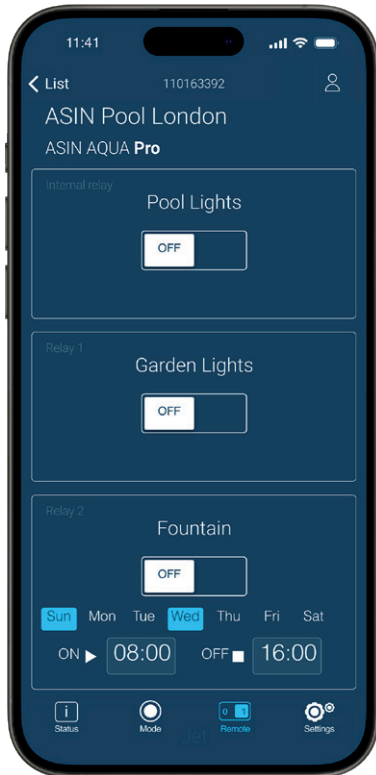 11:41
List 110163392
ASIN Pool London
ASIN AQUA Pro
Internal relay
Pool Lights
OFF
Relay 1
Garden Lights
OFF
Relay 2
Fountain
OFF
Sun Mon Tue Wed Thu Fri Sat
ON 08:00 OFF 16:00
i 0 1
Status Mode Remote Settings
Jet